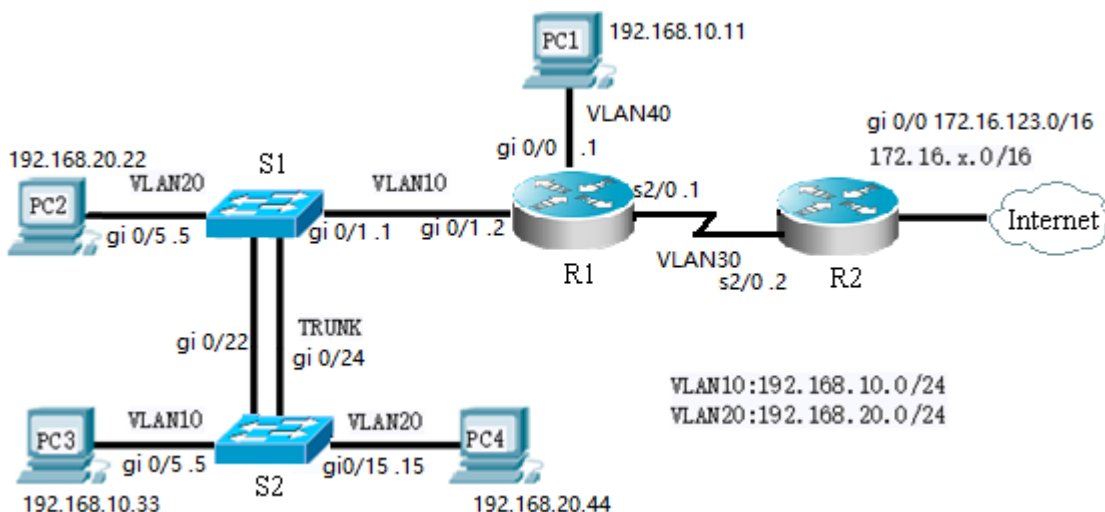 PC1
192.168.10.11
VLAN40
gi 0/0 .1
gi 0/0 172.16.123.0/16
172.16.x.0/16
192.168.20.22
PC2
VLAN20
gi 0/5 .5
S1
gi 0/1 .1
VLAN10
gi 0/1 .2
R1
s2/0 .1
VLAN30
s2/0 .2
R2
Internet
gi 0/22
TRUNK
gi 0/24
VLAN10:192.168.10.0/24
VLAN20:192.168.20.0/24
PC3
VLAN10
gi 0/5 .5
192.168.10.33
S2
VLAN20
gi0/15 .15
PC4
192.168.20.44